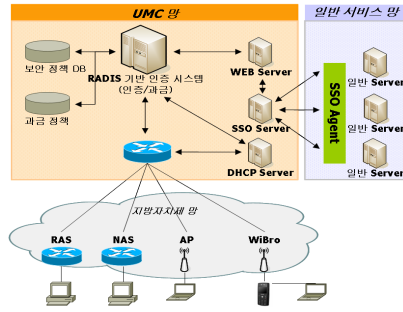 UMC 망
일반 서비스 망
보안 정책 DB
RADIS 기반 인증 시스템
(인증/과금)
WEB Server
일반 Server
과금 정책
SSO Server
SSO Agent
일반 Server
DHCP Server
일반 Server
지방자치세 망
RAS
NAS
AP
WiBro